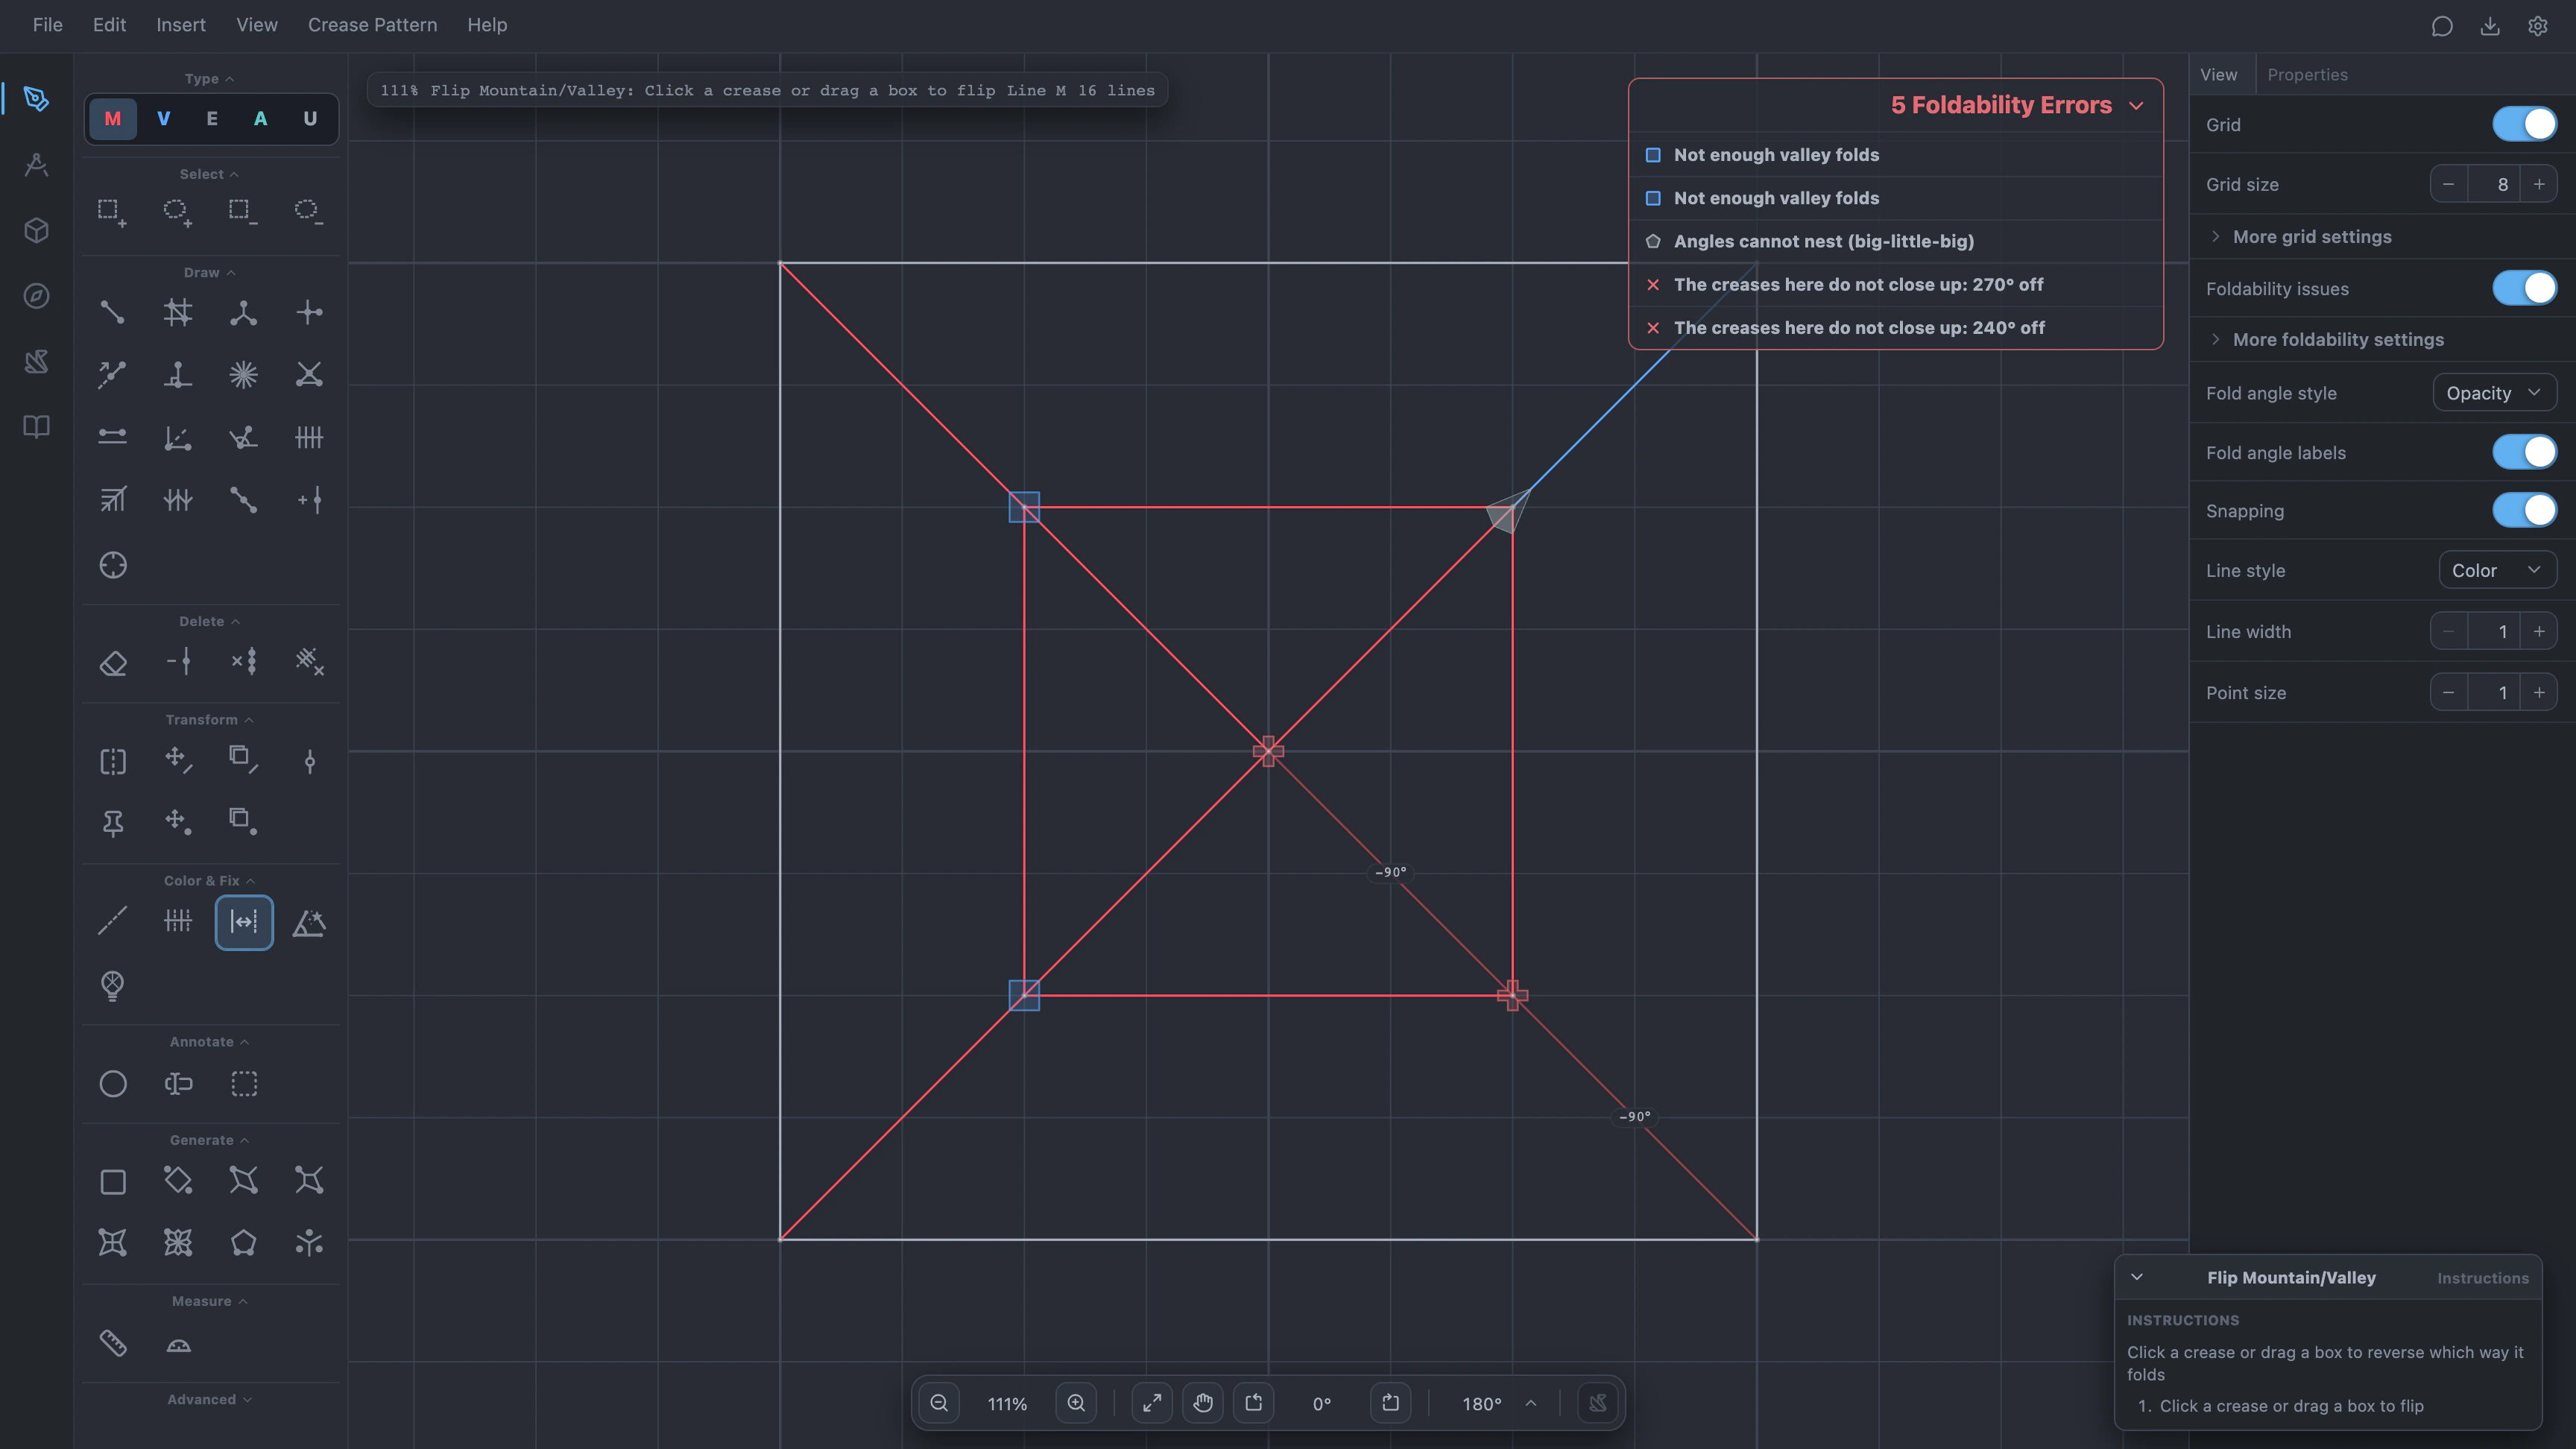 File Edit Insert View Crease Pattern Help
Type
M V E A U
Select
Draw
Delete
Transform
Color & Fix
Annotate
Generate
Measure
Advanced
111% Flip Mountain/Valley: Click a crease or drag a box to flip Line M 16 lines
5 Foldability Errors
Not enough valley folds
Not enough valley folds
Angles cannot nest (big-little-big)
The creases here do not close up: 270° off
The creases here do not close up: 240° off
−90°
−90°
111% 0° 180°
View Properties
Grid
Grid size 8
More grid settings
Foldability issues
More foldability settings
Fold angle style Opacity
Fold angle labels
Snapping
Line style Color
Line width 1
Point size 1
Flip Mountain/Valley Instructions
INSTRUCTIONS
Click a crease or drag a box to reverse which way it
folds
1. Click a crease or drag a box to flip